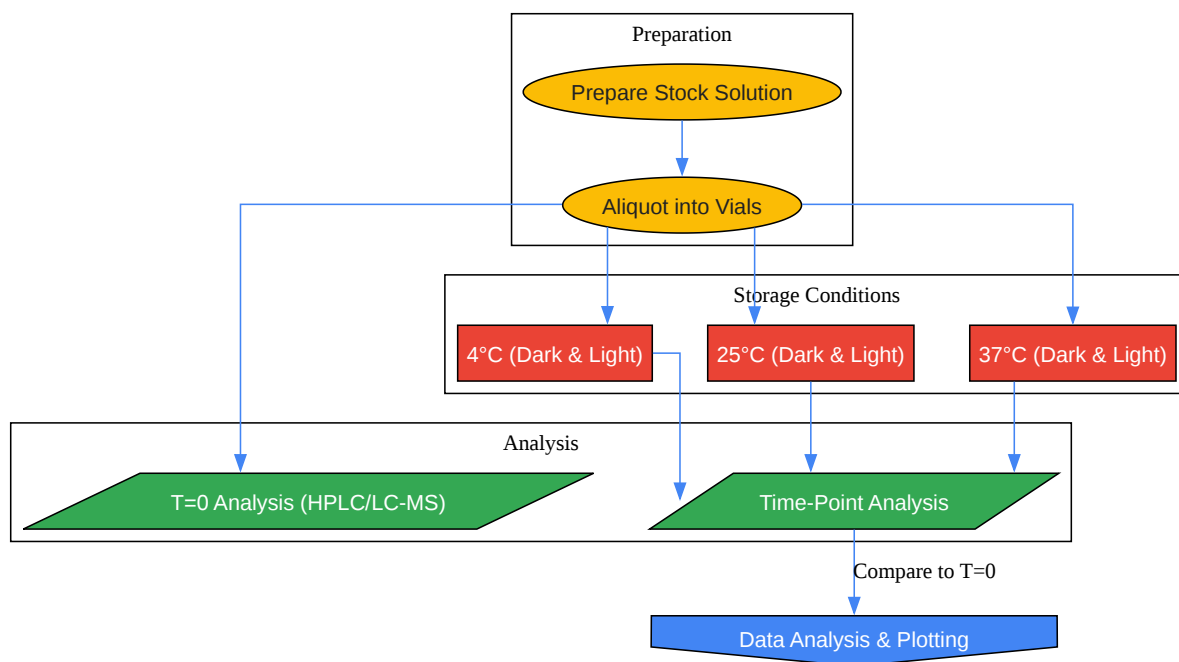 Preparation
Prepare Stock Solution
Aliquot into Vials
Storage Conditions
4°C (Dark & Light)
25°C (Dark & Light)
37°C (Dark & Light)
Analysis
T=0 Analysis (HPLC/LC-MS)
Time-Point Analysis
Compare to T=0
Data Analysis & Plotting